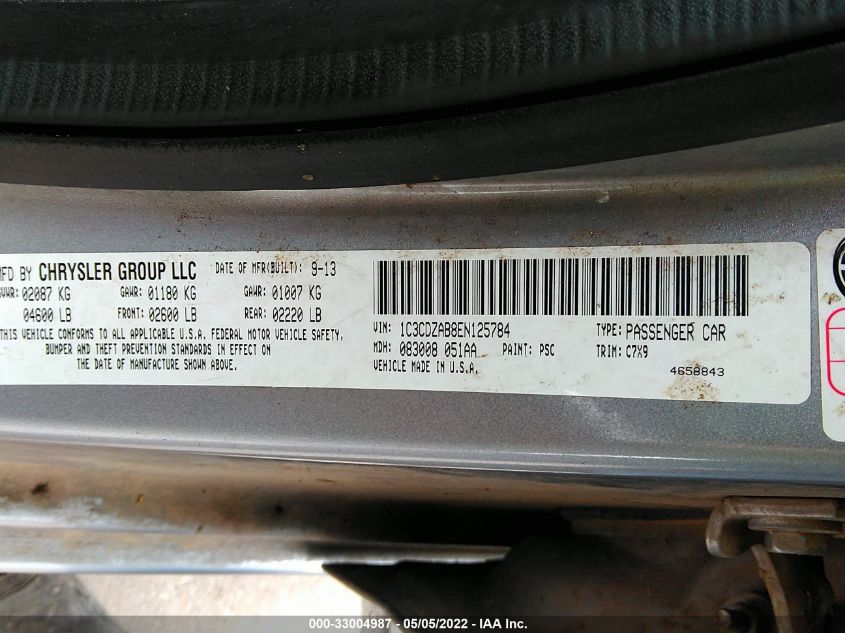 MFD BY CHRYSLER GROUP LLC DATE OF MFR(BUILT): 9-13
GVWR: 02087 KG GAWR: 01180 KG GAWR: 01007 KG
04600 LB FRONT: 02600 LB REAR: 02220 LB
THIS VEHICLE CONFORMS TO ALL APPLICABLE U.S.A. FEDERAL MOTOR VEHICLE SAFETY,
BUMPER AND THEFT PREVENTION STANDARDS IN EFFECT ON
THE DATE OF MANUFACTURE SHOWN ABOVE.
VIN: 1C3CDZAB8EN125784 TYPE: PASSENGER CAR
MDH: 083008 051AA PAINT: PSC TRIM: C7X9
VEHICLE MADE IN U.S.A. 4658843
000-33004987 - 05/05/2022 - IAA Inc.